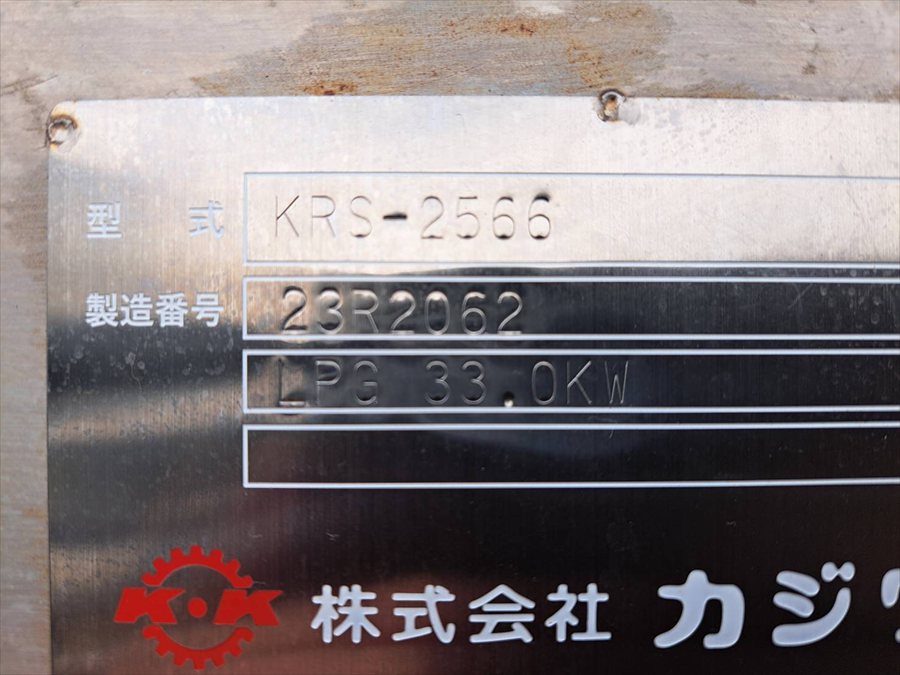 型 式 KRS-2566
製造番号 23R2062
LPG 33.0KW
K・K 株式会社 カジ